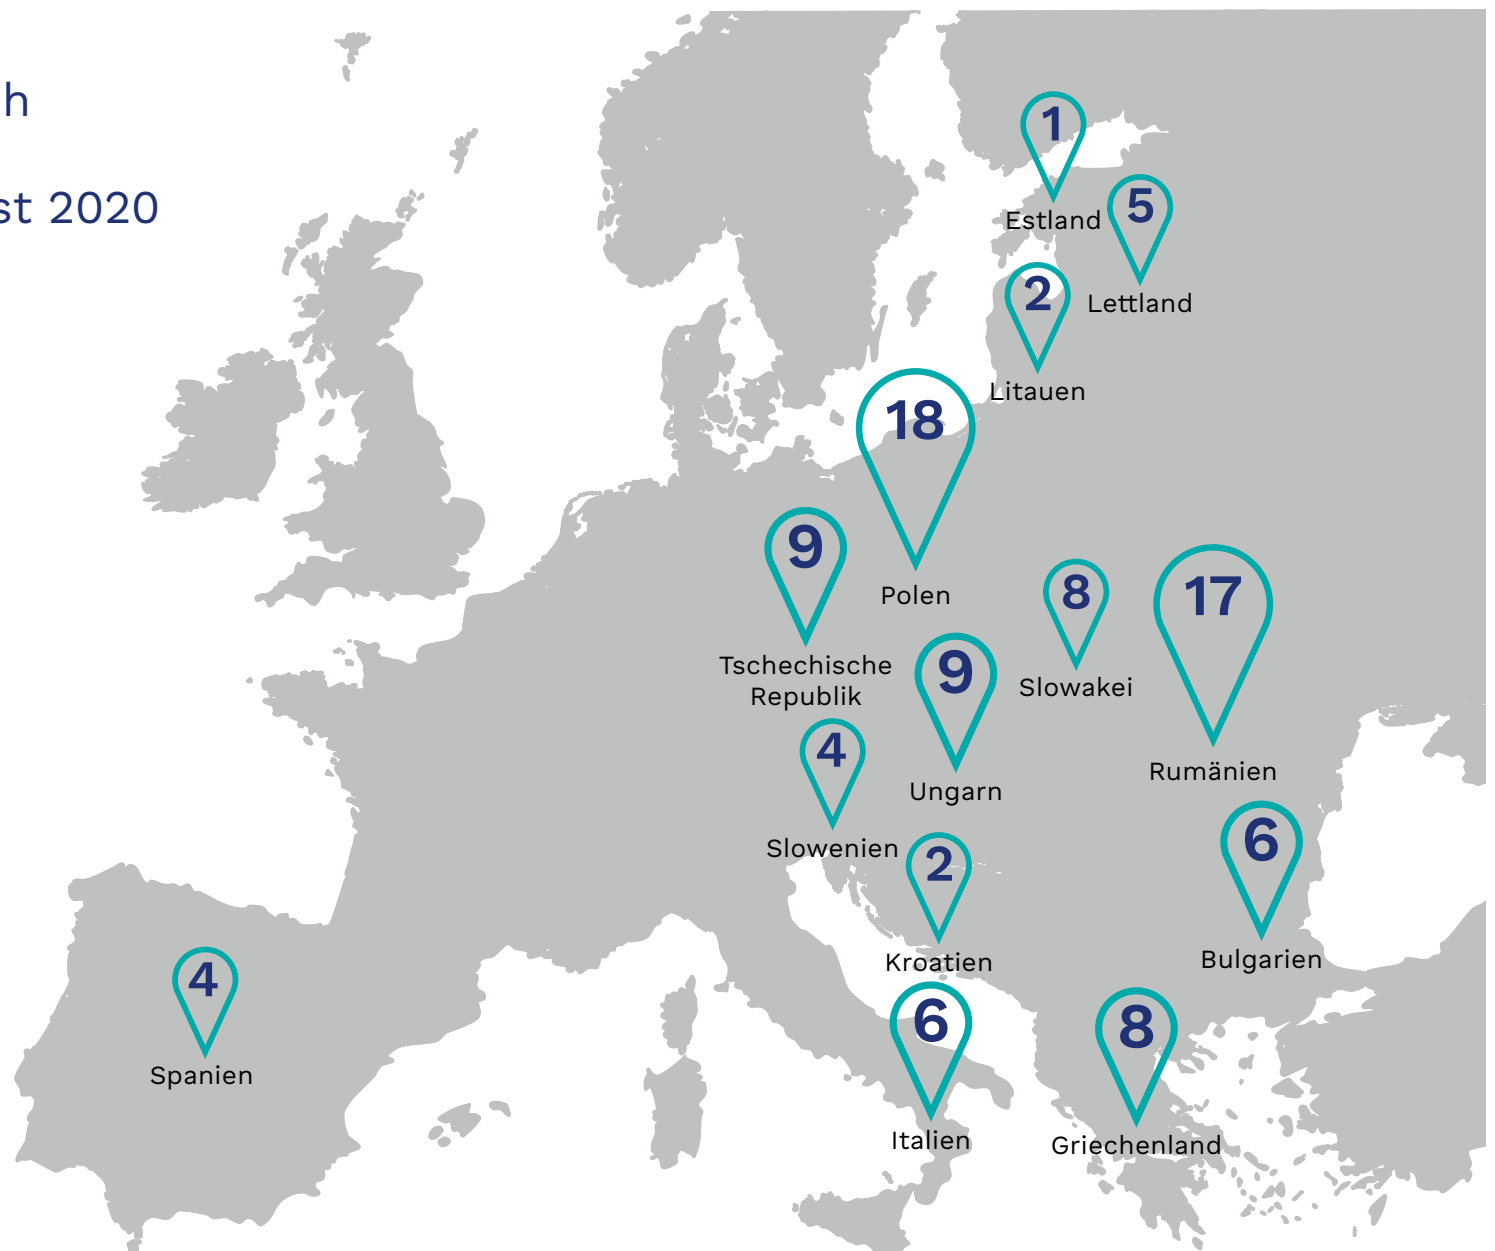 h
st 2020
1
Estland
5
Lettland
2
Litauen
18
Polen
9
Tschechische
Republik
8
Slowakei
17
Rumänien
9
Ungarn
4
Slowenien
6
Bulgarien
2
Kroatien
4
Spanien
6
Italien
8
Griechenland